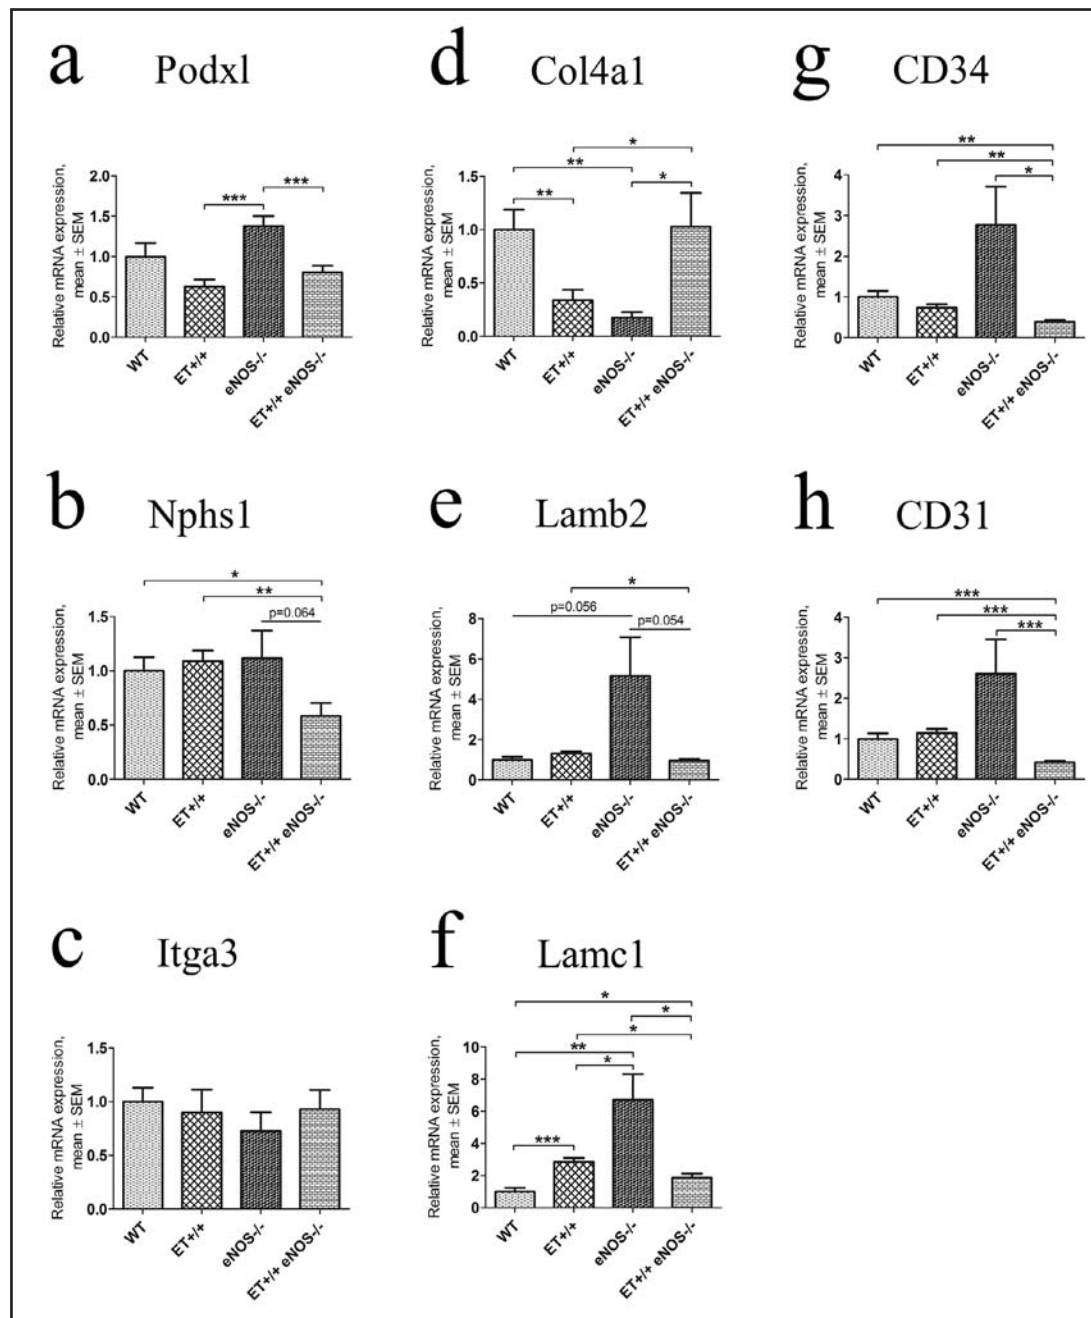 a Podxl
Relative mRNA expression,
mean ± SEM
2.0
1.5
1.0
0.5
0.0
*** ***
WT ET+/+ eNOS-/- ET+/+ eNOS-/-
d Col4a1
Relative mRNA expression,
mean ± SEM
1.5
1.0
0.5
0.0
*
**
*
**
WT ET+/+ eNOS-/- ET+/+ eNOS-/-
g CD34
Relative mRNA expression,
mean ± SEM
4
3
2
1
0
**
**
*
WT ET+/+ eNOS-/- ET+/+ eNOS-/-
b Nphs1
Relative mRNA expression,
mean ± SEM
1.5
1.0
0.5
0.0
*
**
p=0.064
WT ET+/+ eNOS-/- ET+/+ eNOS-/-
e Lamb2
Relative mRNA expression,
mean ± SEM
8
6
4
2
0
*
p=0.056
p=0.054
WT ET+/+ eNOS-/- ET+/+ eNOS-/-
h CD31
Relative mRNA expression,
mean ± SEM
4
3
2
1
0
***
***
***
WT ET+/+ eNOS-/- ET+/+ eNOS-/-
c Itga3
Relative mRNA expression,
mean ± SEM
1.5
1.0
0.5
0.0
WT ET+/+ eNOS-/- ET+/+ eNOS-/-
f Lamc1
Relative mRNA expression,
mean ± SEM
10
8
6
4
2
0
*
*
*
**
*
***
WT ET+/+ eNOS-/- ET+/+ eNOS-/-